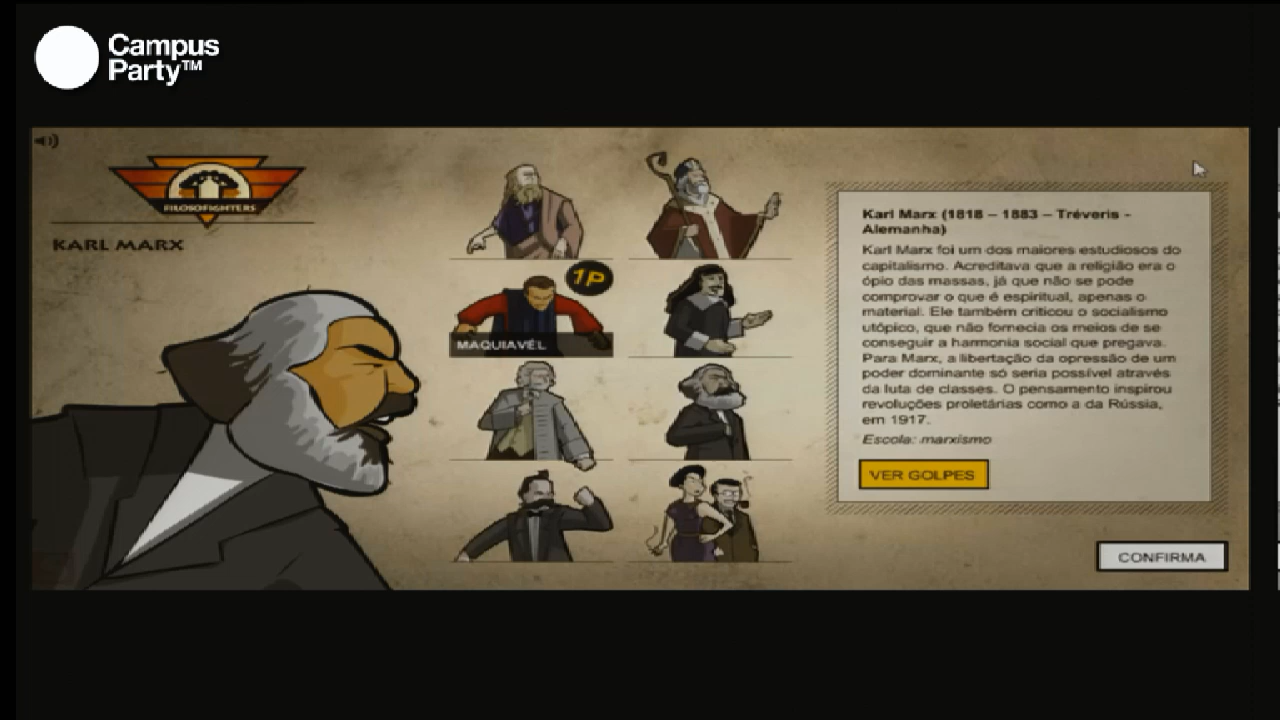 Campus
Party™
FILOSOFIGHTERS
KARL MARX
1P
MAQUIAVÉL
Karl Marx (1818 – 1883 – Tréveris -
Alemanha)
Karl Marx foi um dos maiores estudiosos do
capitalismo. Acreditava que a religião era o
ópio das massas, já que não se pode
comprovar o que é espiritual, apenas o
material. Ele também criticou o socialismo
utópico, que não fornecia os meios de se
conseguir a harmonia social que pregava.
Para Marx, a libertação da opressão de um
poder dominante só seria possível através
da luta de classes. O pensamento inspirou
revoluções proletárias como a da Rússia,
em 1917.
Escola: marxismo
VER GOLPES
CONFIRMA